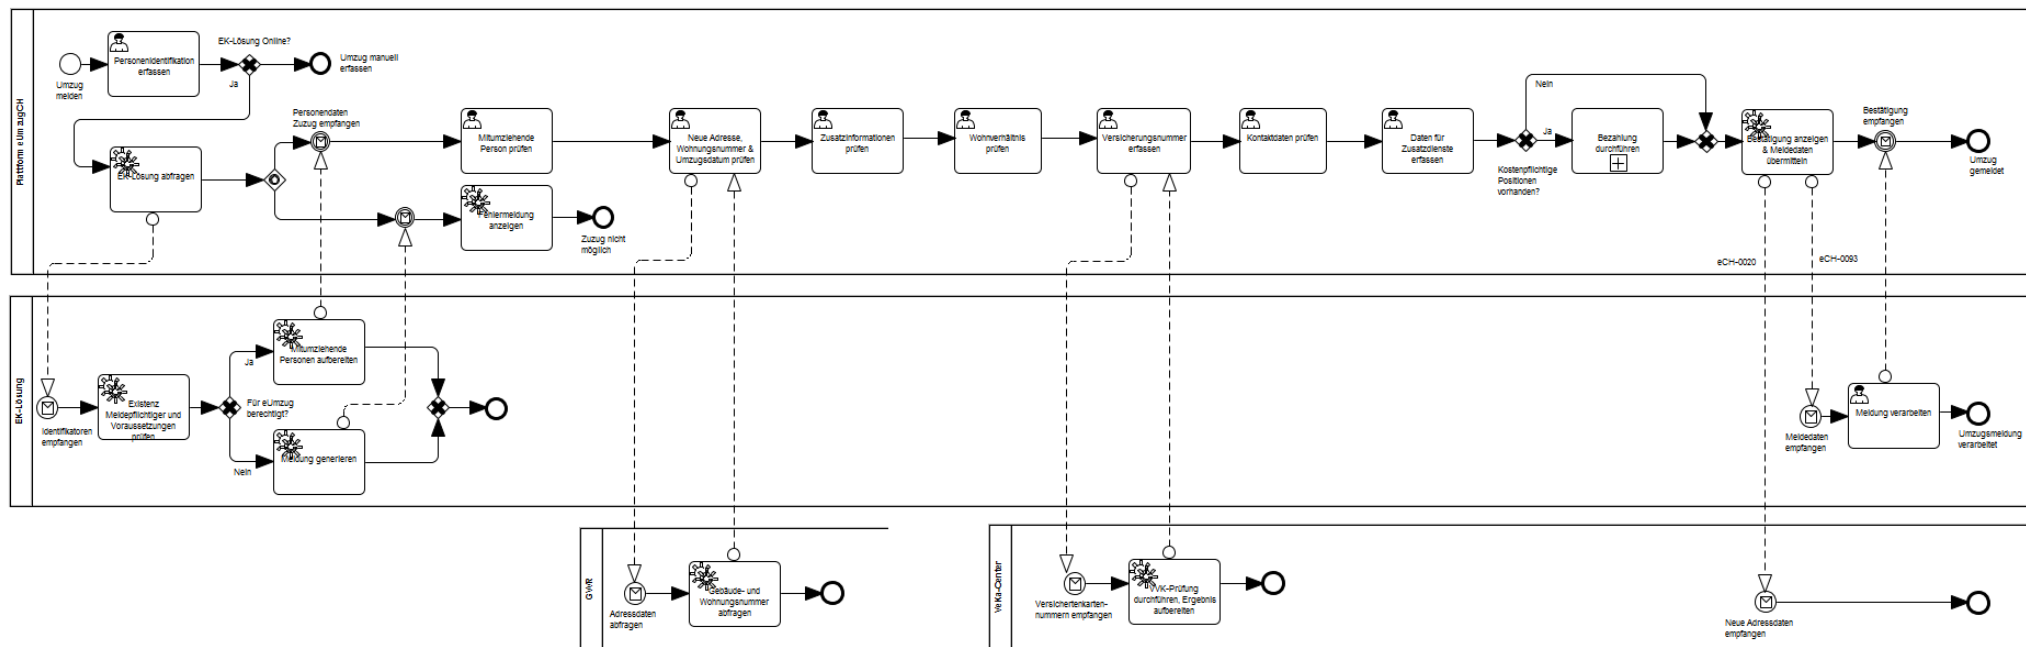 Plattform eUmzugCH
Umzug
melden
Personenidentifikation
erfassen
EK-Lösung Online?
Ja
Umzug manuell
erfassen
EK-Lösung abfragen
Personendaten
Zuzug empfangen
Mitumziehende
Person prüfen
Fehlermeldung
anzeigen
Zuzug nicht
möglich
Neue Adresse,
Wohnungsnummer &
Umzugsdatum prüfen
Zusatzinformationen
prüfen
Wohnverhältnis
prüfen
Versicherungsnummer
erfassen
Kontaktdaten prüfen
Daten für
Zusatzdienste
erfassen
Nein
Ja
Kostenpflichtige
Positionen
vorhanden?
Bezahlung
durchführen
Bestätigung anzeigen
& Meldedaten
übermitteln
Bestätigung
empfangen
Umzug
gemeldet
eCH-0020
eCH-0093
EK-Lösung
Identifikatoren
empfangen
Existenz
Meldepflichtiger und
Voraussetzungen
prüfen
Für eUmzug
berechtigt?
Ja
Nein
Mitumziehende
Personen aufbereiten
Meldung generieren
Meldedaten
empfangen
Meldung verarbeiten
Umzugsmeldung
verarbeitet
GWR
Adressdaten
abfragen
Gebäude- und
Wohnungsnummer
abfragen
VeKa-Center
Versichertenkarten-
nummern empfangen
VVK-Prüfung
durchführen, Ergebnis
aufbereiten
Neue Adressdaten
empfangen